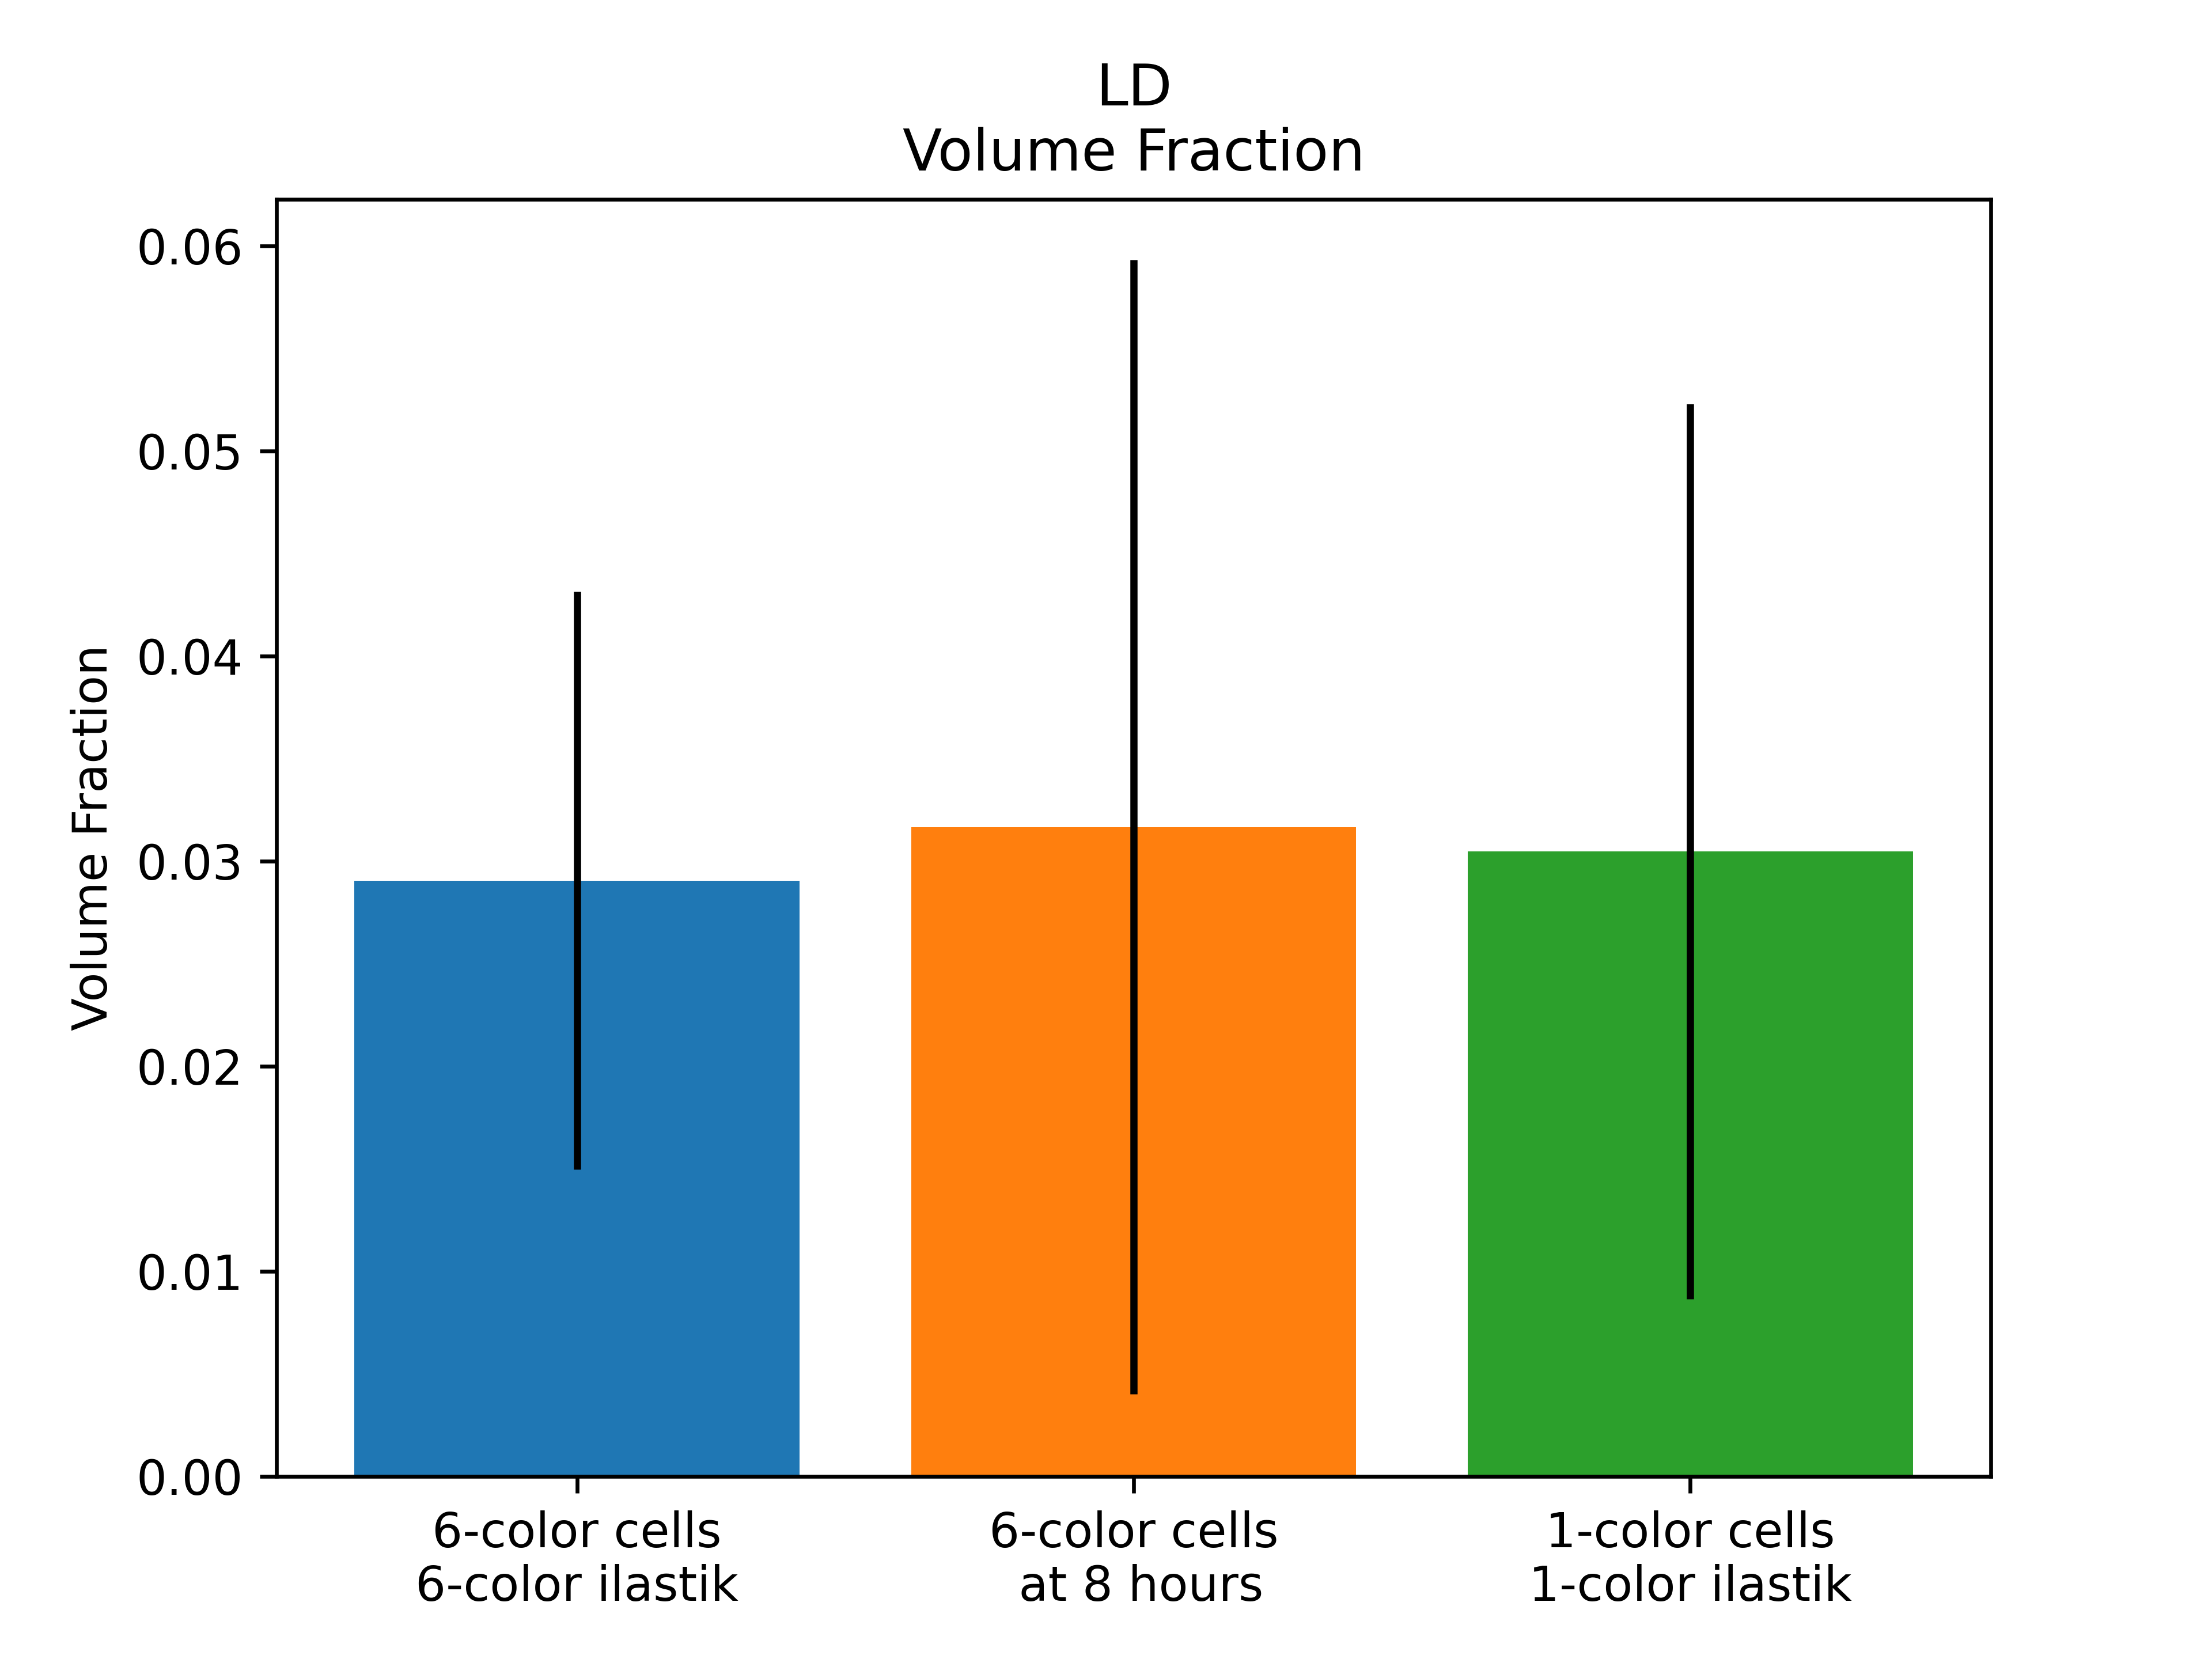 LD
Volume Fraction
Volume Fraction
0.06
0.05
0.04
0.03
0.02
0.01
0.00
6-color cells
6-color ilastik
6-color cells
at 8 hours
1-color cells
1-color ilastik